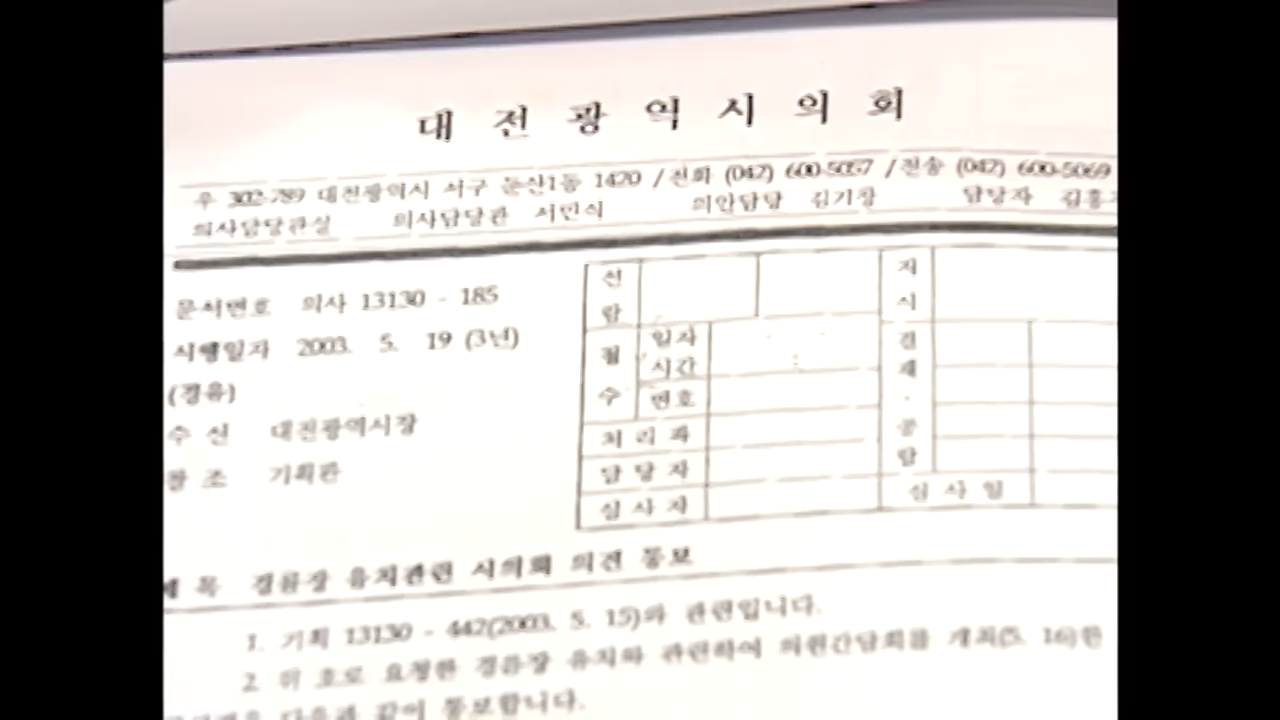 대전광역시의회
우 302-789 대전광역시 서구 둔산1동 1420 /전화 (042) 600-5057 /전송 (042) 600-5069
의사담당관실 의사담당관 서민식 의안담당 김기창 담당자 김홍
문서번호 의사 13130 - 185
시행일자 2003. 5. 19 (3년)
(경유)
수 신 대전광역시장
참 조 기획관
선람
지시
일자
시간
번호
처리과
담당자
심사자
결재·공람
심사일
제 목 경륜장 유치관련 시의회 의견 통보
1. 기획 13130 - 442(2003. 5. 15)와 관련입니다.
2. 위 호로 요청한 경륜장 유치와 관련하여 의원간담회를 개최(5. 16)한
다음과 같이 통보합니다.